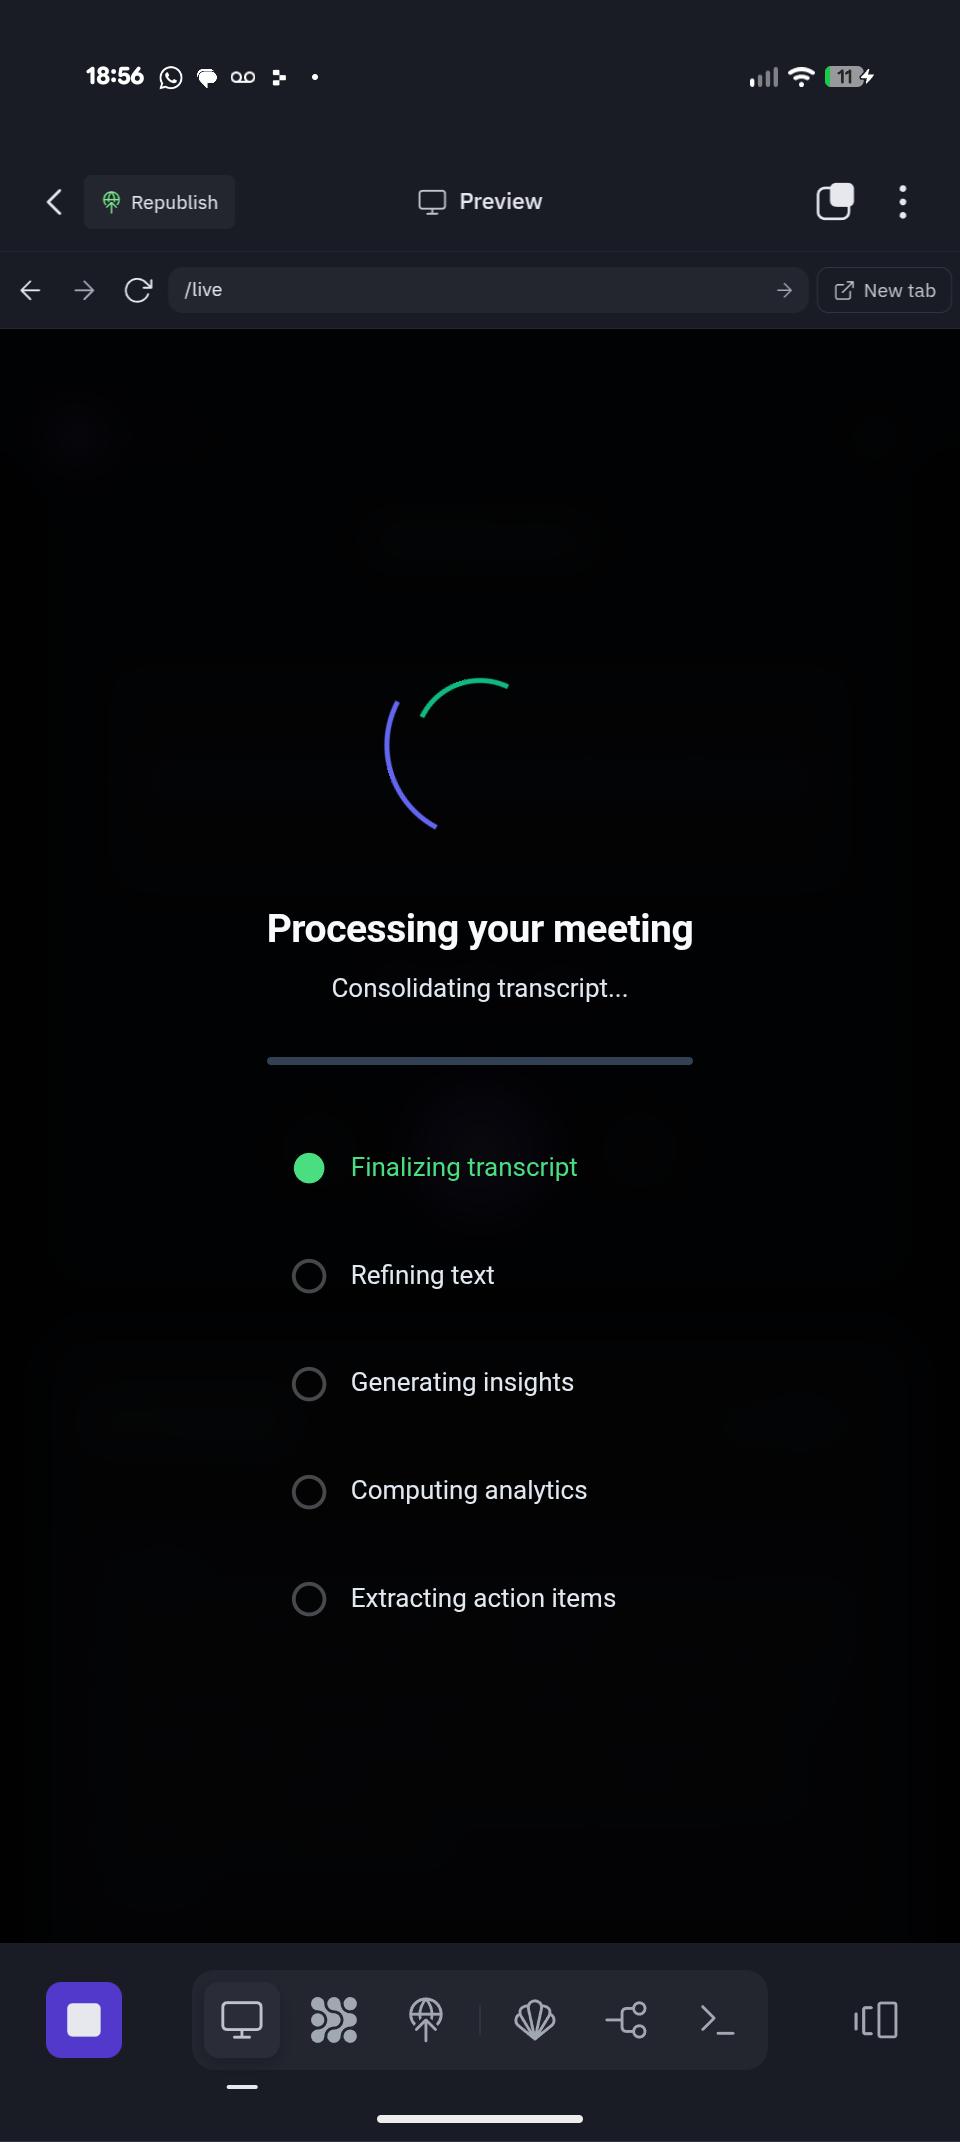 18:56
11
Republish
Preview
/live
New tab
Processing your meeting
Consolidating transcript...
Finalizing transcript
Refining text
Generating insights
Computing analytics
Extracting action items